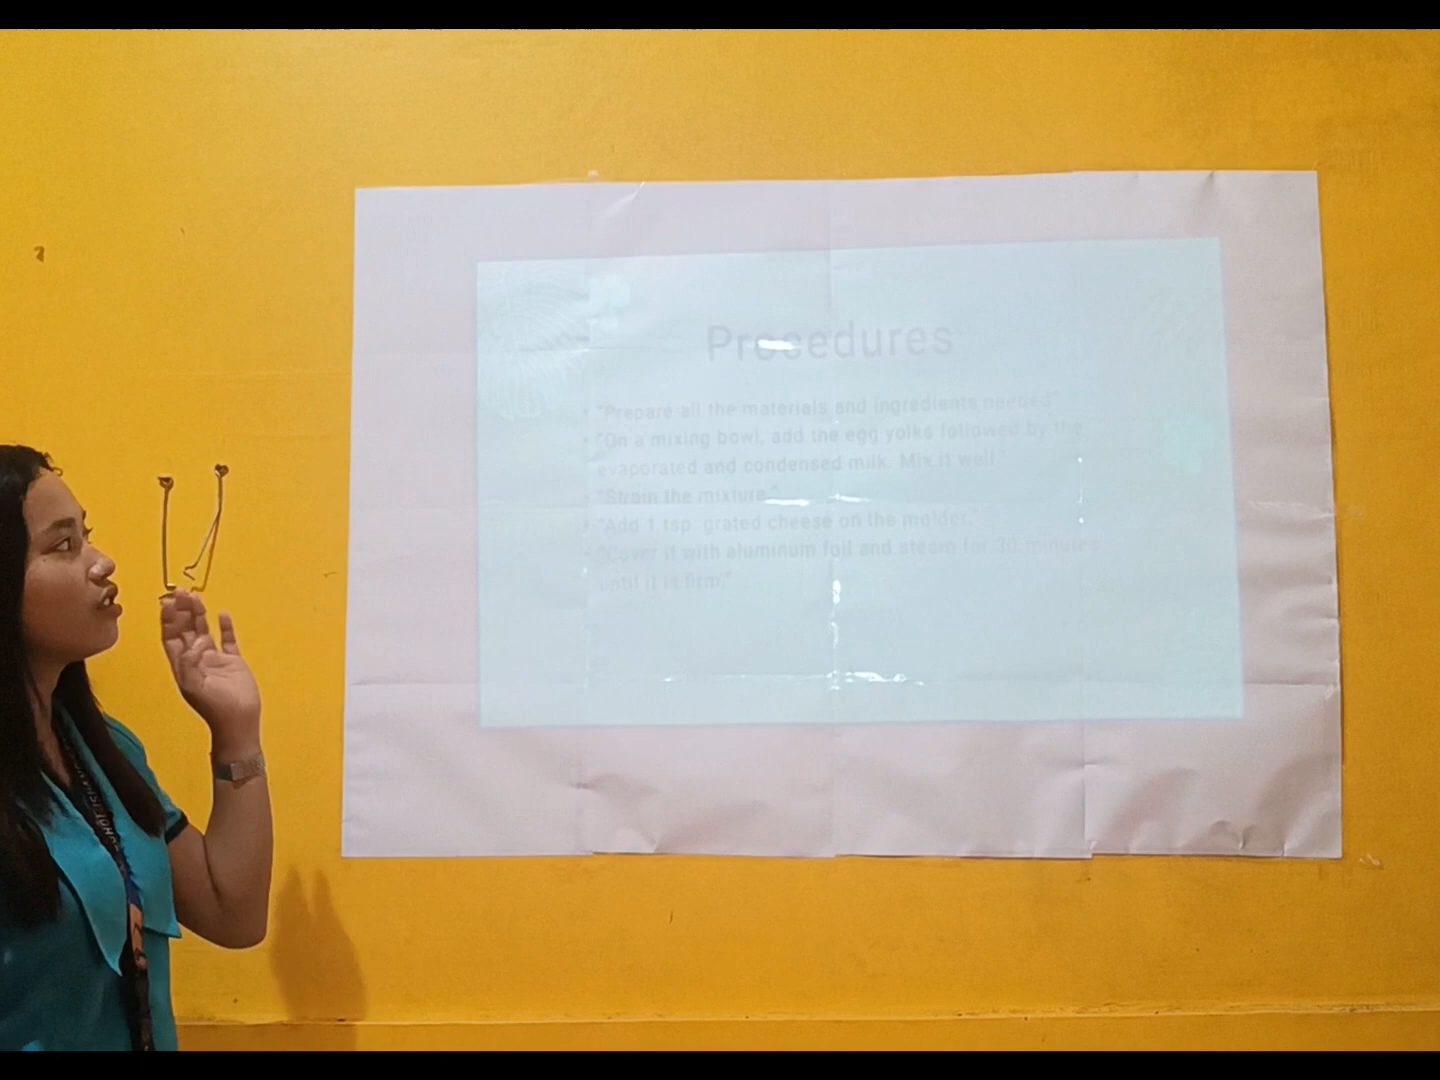 Procedures
• "Prepare all the materials and ingredients needed"
• "On a mixing bowl, add the egg yolks followed by the
evaporated and condensed milk. Mix it well."
• "Strain the mixture."
• "Add 1 tsp. grated cheese on the molder."
• "Cover it with aluminum foil and steam for 30 minutes
until it is firm."